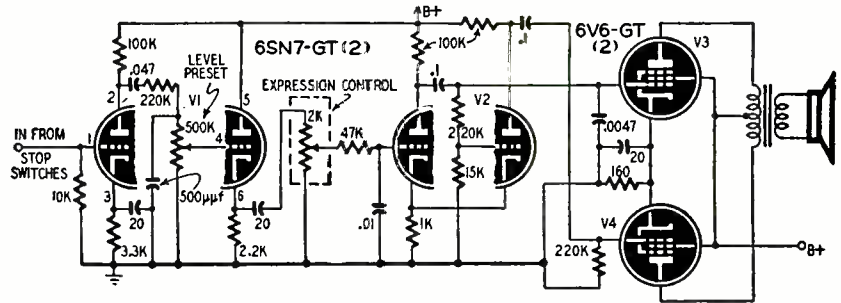 B+
6SN7-GT (2)
6V6-GT
(2)
100K
100K
.1
V3
.047
LEVEL
PRESET
220K
EXPRESSION CONTROL
.1
V2
2
V1
5
500K
2K
47K
220K
.0047
1
4
20
IN FROM
STOP
SWITCHES
10K
500µµf
15K
160
3
20
6
20
.01
1K
V4
3.3K
2.2K
220K
B+